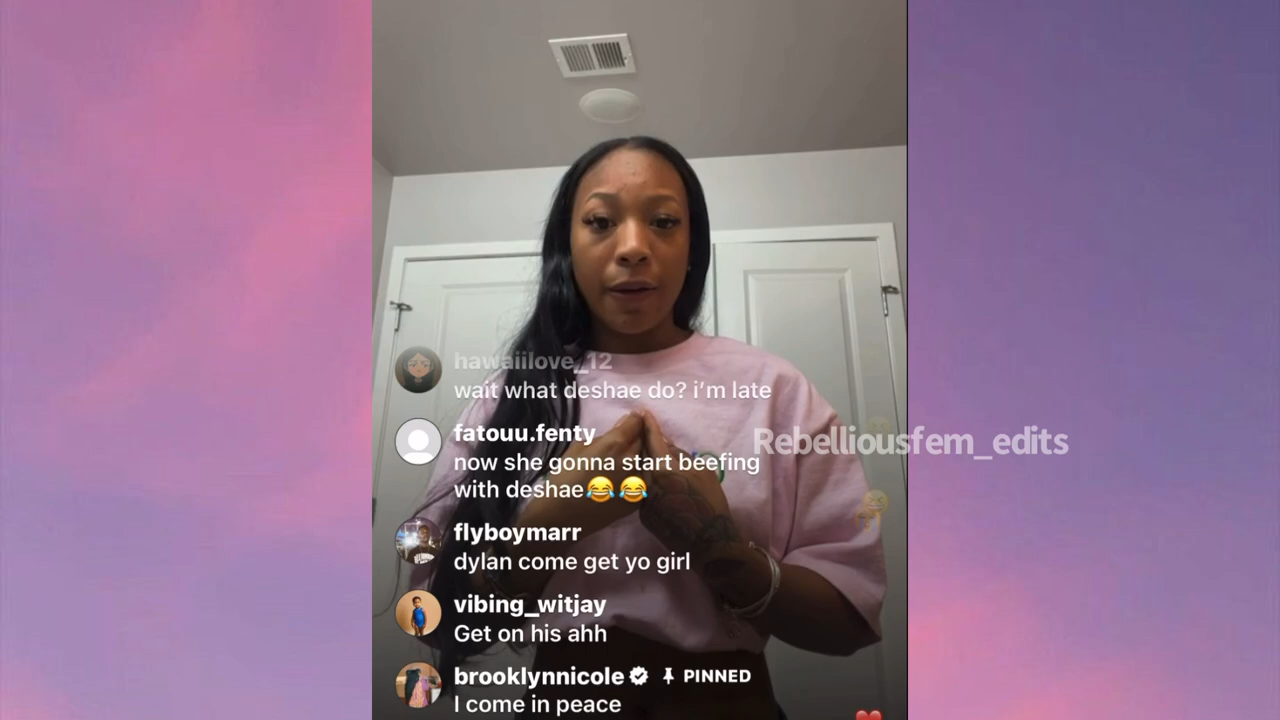 hawaiilove_12
wait what deshae do? i'm late
fatouu.fenty
now she gonna start beefing
with deshae😂😂
flyboymarr
dylan come get yo girl
vibing_witjay
Get on his ahh
brooklynnicole PINNED
I come in peace
Rebelliousfem_edits